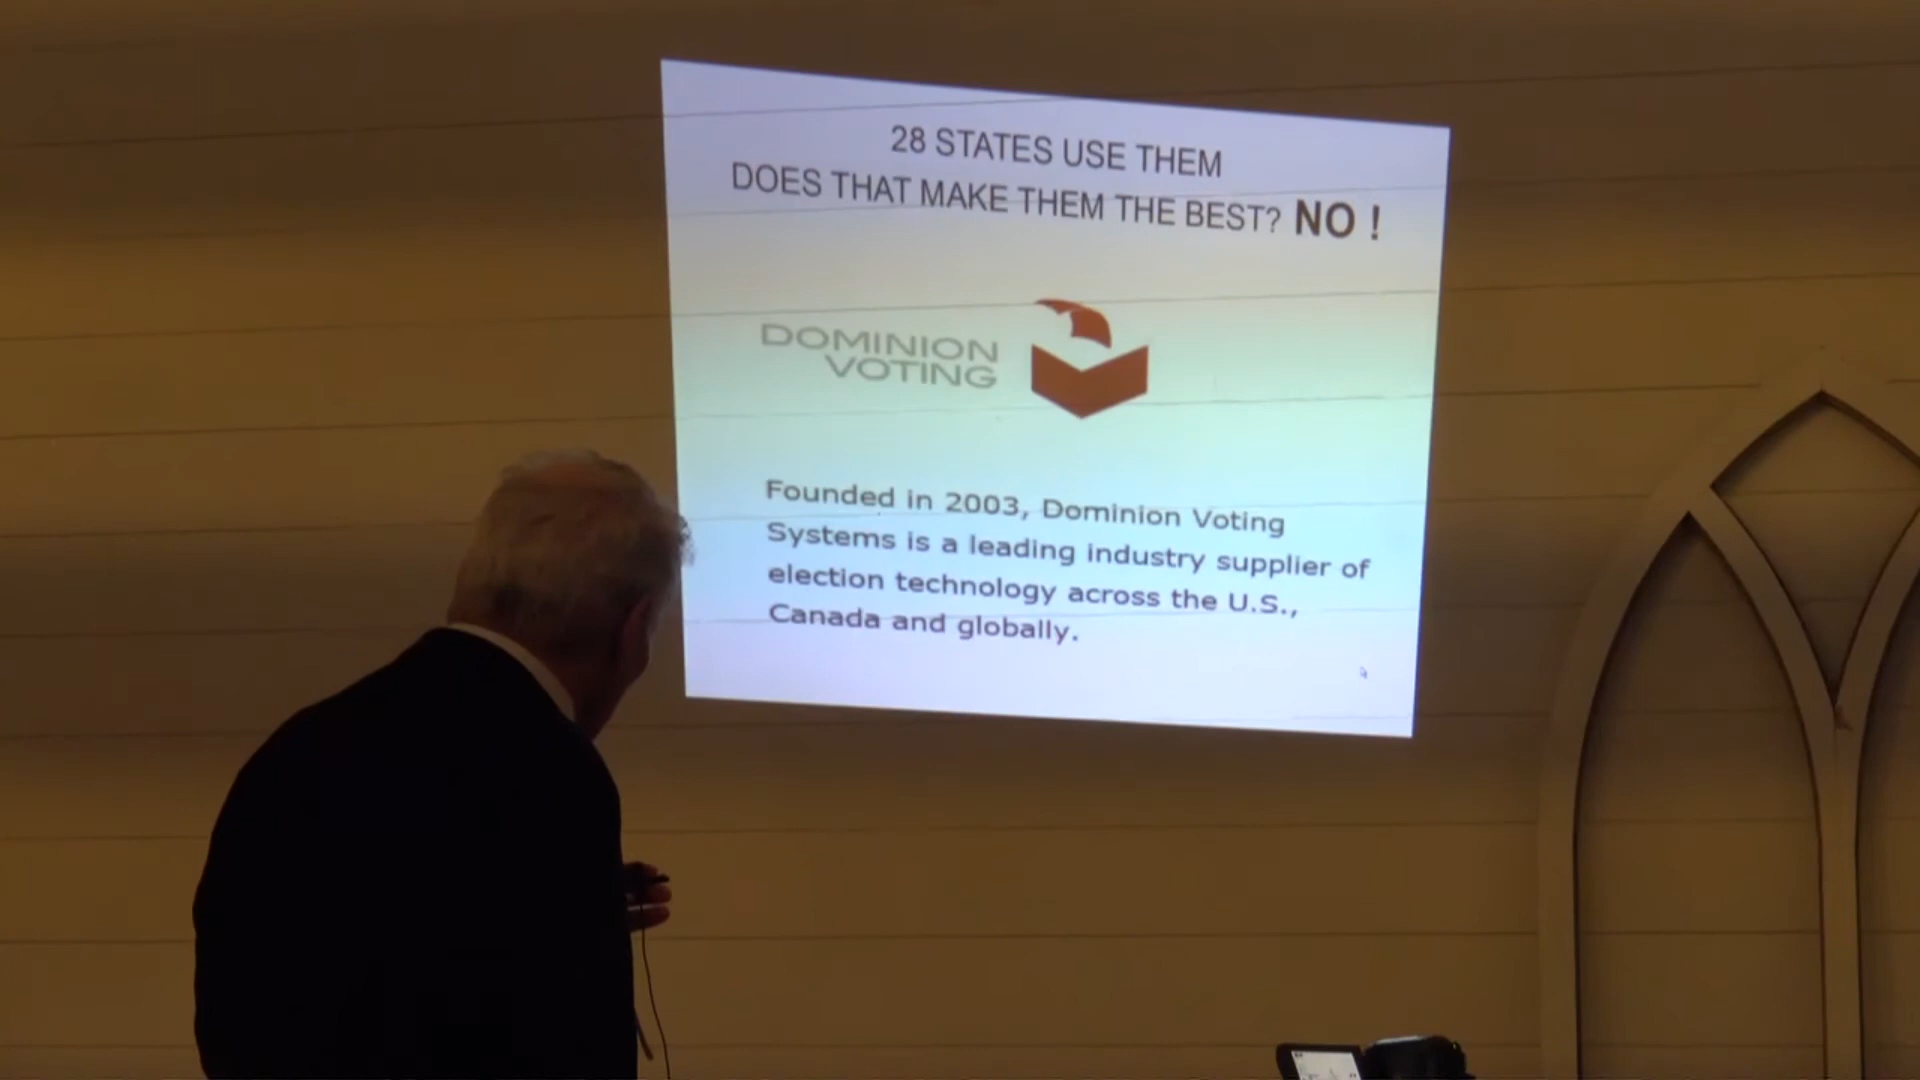 28 STATES USE THEM
DOES THAT MAKE THEM THE BEST? NO !
DOMINION
VOTING
Founded in 2003, Dominion Voting
Systems is a leading industry supplier of
election technology across the U.S.,
Canada and globally.